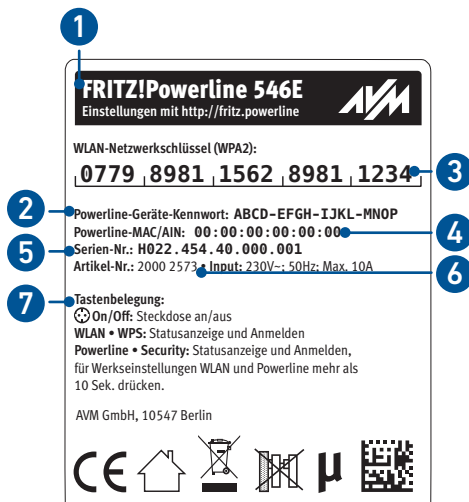 1
FRITZ!Powerline 546E
Einstellungen mit http://fritz.powerline
AVM
WLAN-Netzwerkschlüssel (WPA2):
0779 8981 1562 8981 1234
3
2
Powerline-Geräte-Kennwort: ABCD-EFGH-IJKL-MNOP
Powerline-MAC/AIN: 00:00:00:00:00:00
4
5
Serien-Nr.: H022.454.40.000.001
Artikel-Nr.: 2000 2573 • Input: 230V~; 50Hz; Max. 10A
6
7
Tastenbelegung:
On/Off: Steckdose an/aus
WLAN • WPS: Statusanzeige und Anmelden
Powerline • Security: Statusanzeige und Anmelden,
für Werkseinstellungen WLAN und Powerline mehr als
10 Sek. drücken.
AVM GmbH, 10547 Berlin
CE
µ